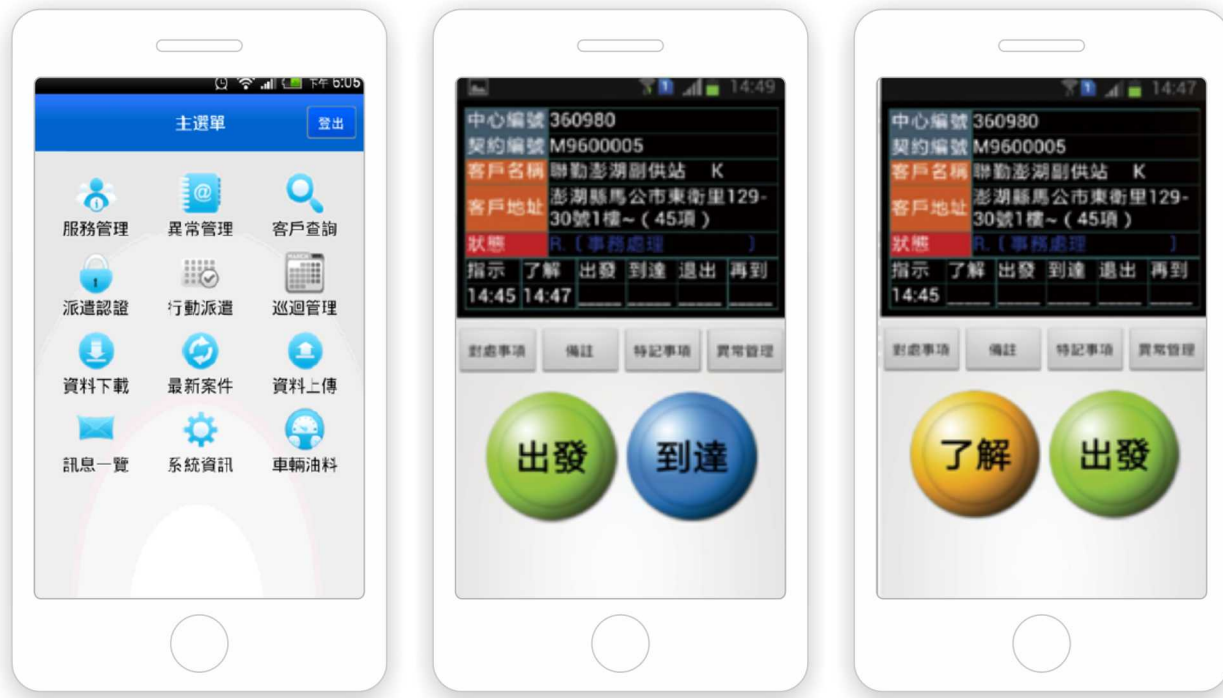 下午 6:05
主選單
登出
服務管理 異常管理 客戶查詢
派遣認證 行動派遣 巡迴管理
資料下載 最新案件 資料上傳
訊息一覽 系統資訊 車輛油料
14:49
中心編號 360980
契約編號 M9600005
客戶名稱 聯勤澎湖副供站 K
客戶地址 澎湖縣馬公市東衛里129-
30號1樓~(45項)
狀態 R.〔事務處理 〕
指示 了解 出發 到達 退出 再到
14:45 14:47
對處事項 備註 特記事項 異常管理
出發 到達
14:47
中心編號 360980
契約編號 M9600005
客戶名稱 聯勤澎湖副供站 K
客戶地址 澎湖縣馬公市東衛里129-
30號1樓~(45項)
狀態 R.〔事務處理 〕
指示 了解 出發 到達 退出 再到
14:45
對處事項 備註 特記事項 異常管理
了解 出發